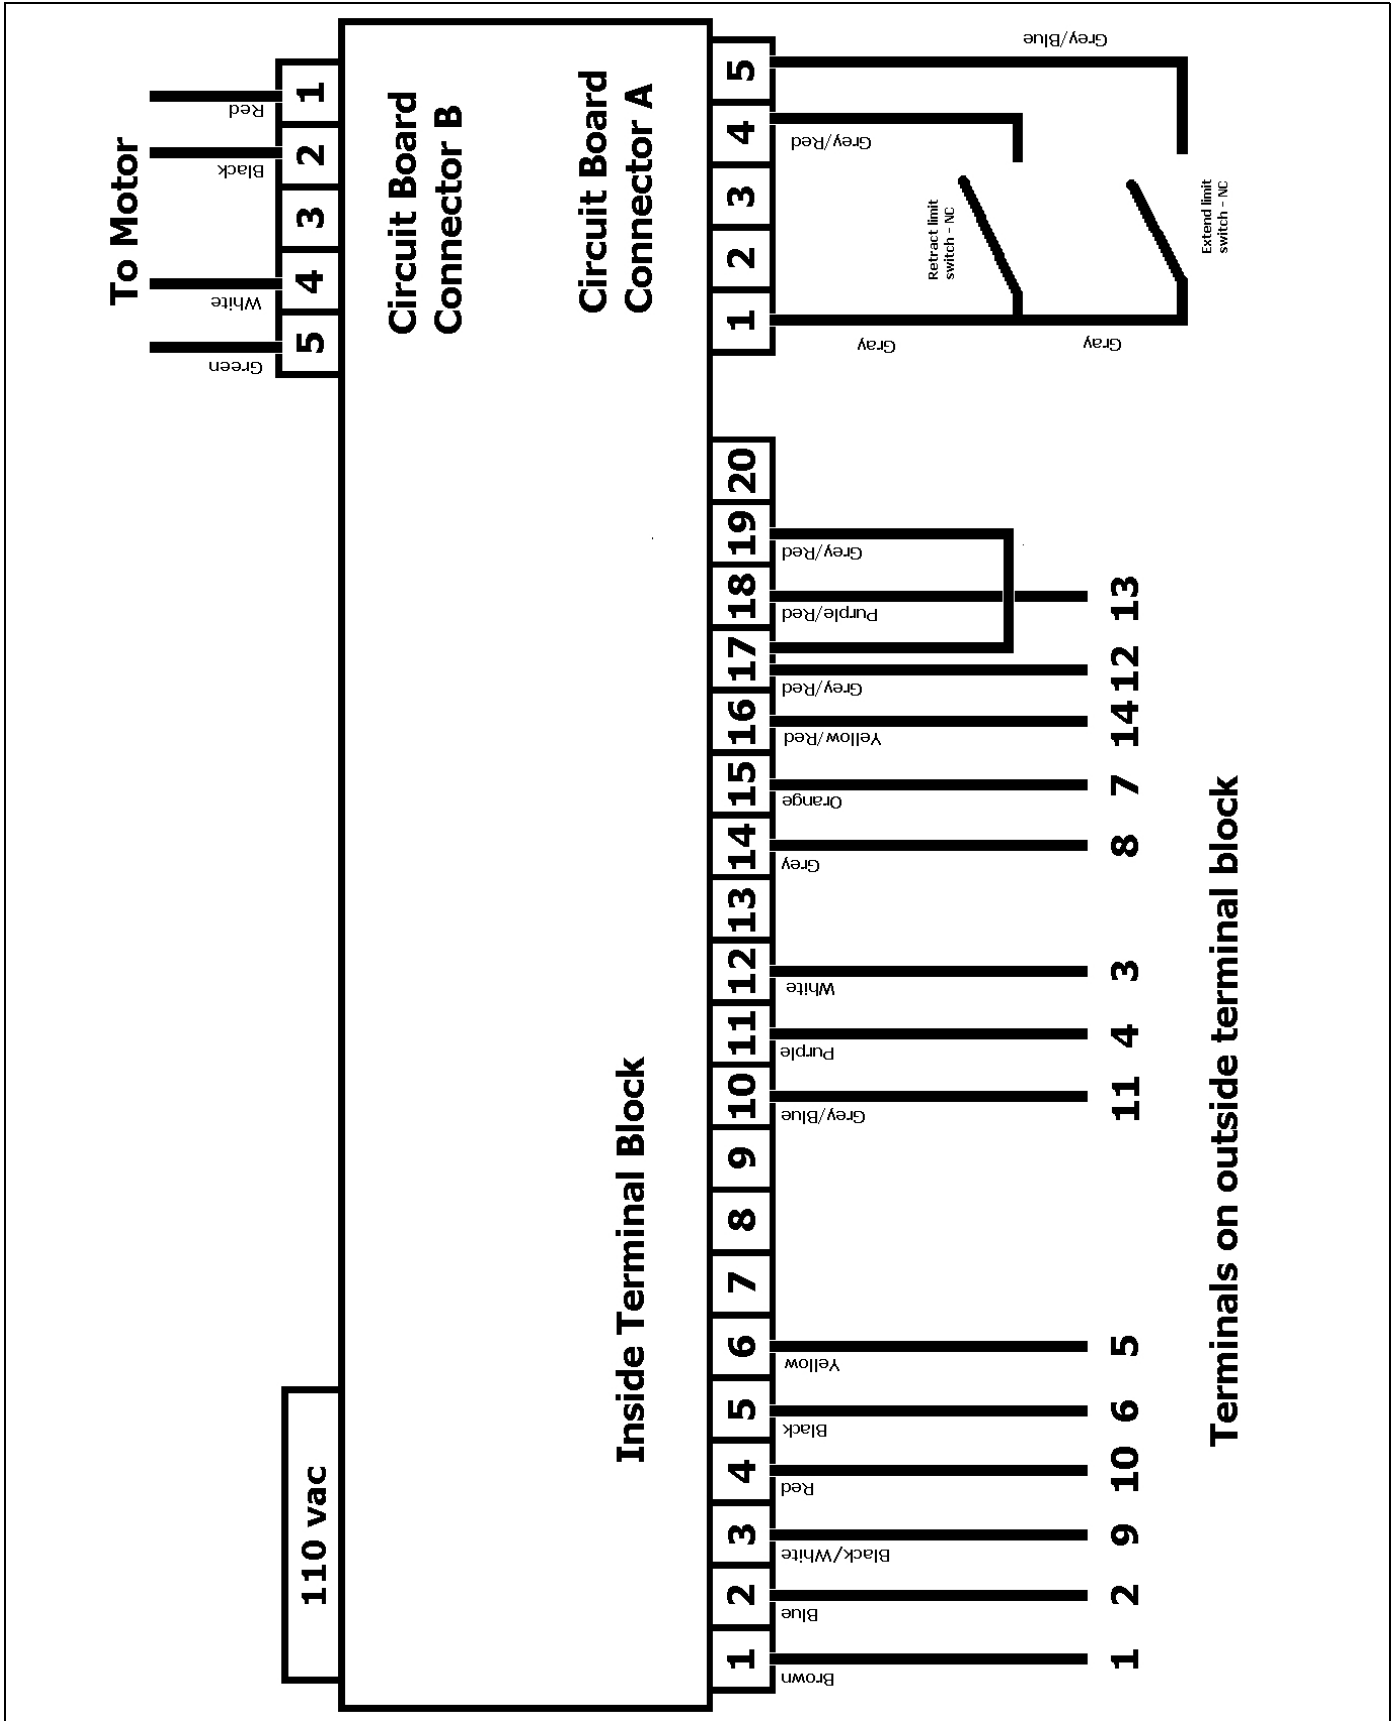 To Motor
1
2
3
4
5
Red
Black
White
Green
Circuit Board
Connector B
Circuit Board
Connector A
5
4
3
2
1
Grey/Blue
Grey/Red
Gray
Gray
Retract limit
switch - NC
Extend limit
switch - NC
110 vac
Inside Terminal Block
20
19
18
17
16
15
14
13
12
11
10
9
8
7
6
5
4
3
2
1
Grey/Red
Purple/Red
Grey/Red
Yellow/Red
Orange
Grey
White
Purple
Grey/Blue
Yellow
Black
Red
Black/White
Blue
Brown
13
12
14
7
8
3
4
11
5
6
10
9
2
1
Terminals on outside terminal block